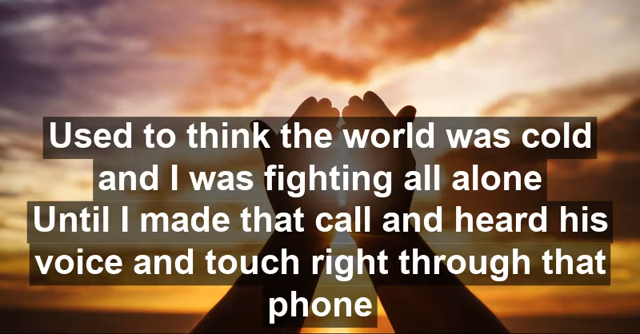 Used to think the world was cold
and I was fighting all alone
Until I made that call and heard his
voice and touch right through that
phone